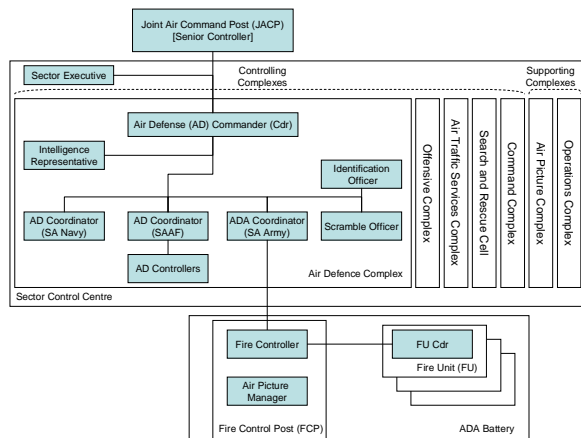 Joint Air Command Post (JACP)
[Senior Controller]
Sector Executive
Controlling
Complexes
Supporting
Complexes
Air Defense (AD) Commander (Cdr)
Intelligence
Representative
Identification
Officer
AD Coordinator
(SA Navy)
AD Coordinator
(SAAF)
ADA Coordinator
(SA Army)
Scramble Officer
AD Controllers
Air Defence Complex
Offensive Complex
Air Traffic Services Complex
Search and Rescue Cell
Command Complex
Air Picture Complex
Operations Complex
Sector Control Centre
Fire Controller
FU Cdr
Fire Unit (FU)
Air Picture
Manager
Fire Control Post (FCP)
ADA Battery